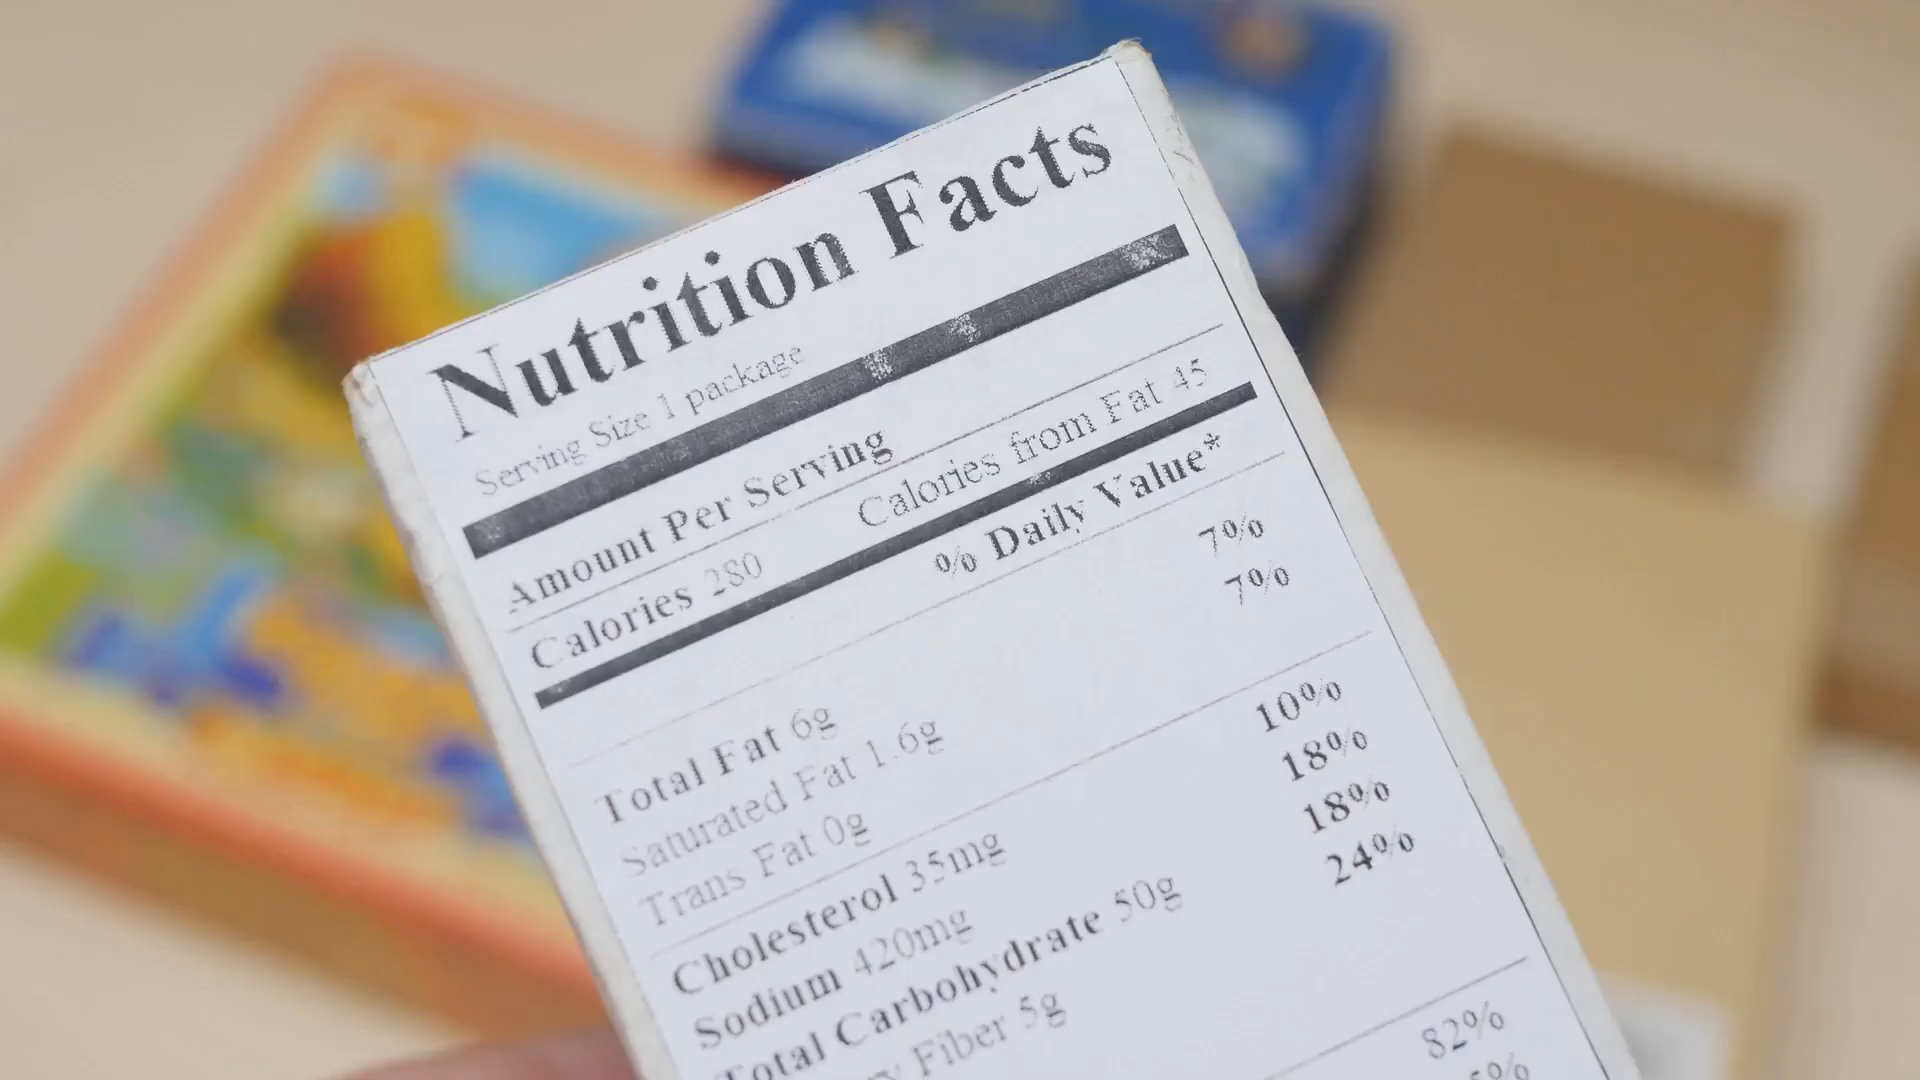 Nutrition Facts
Serving Size 1 package
Amount Per Serving
Calories 280 Calories from Fat 45
% Daily Value*
Total Fat 6g 7%
Saturated Fat 1.6g 7%
Trans Fat 0g
Cholesterol 35mg 10%
Sodium 420mg 18%
Total Carbohydrate 50g 18%
Fiber 5g 24%
82%